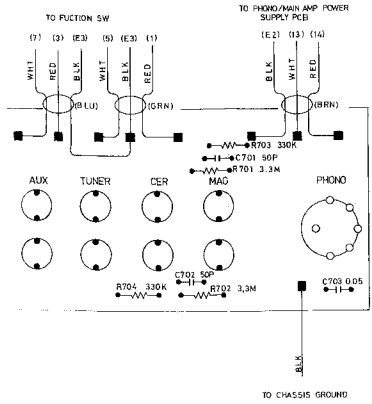 TO FUCTION SW
TO PHONO/MAIN AMP POWER
SUPPLY PCB
(7) (3) (E3) (5) (E3) (1) (E2) (13) (14)
WHT RED BLK WHT BLK RED BLK WHT RED
(BLU) (GRN) (BRN)
R703 330K
C701 50P
R701 3.3M
AUX TUNER CER MAG PHONO
C702 50P
R704 330K R702 3.3M
C703 0.05
BLK
TO CHASSIS GROUND